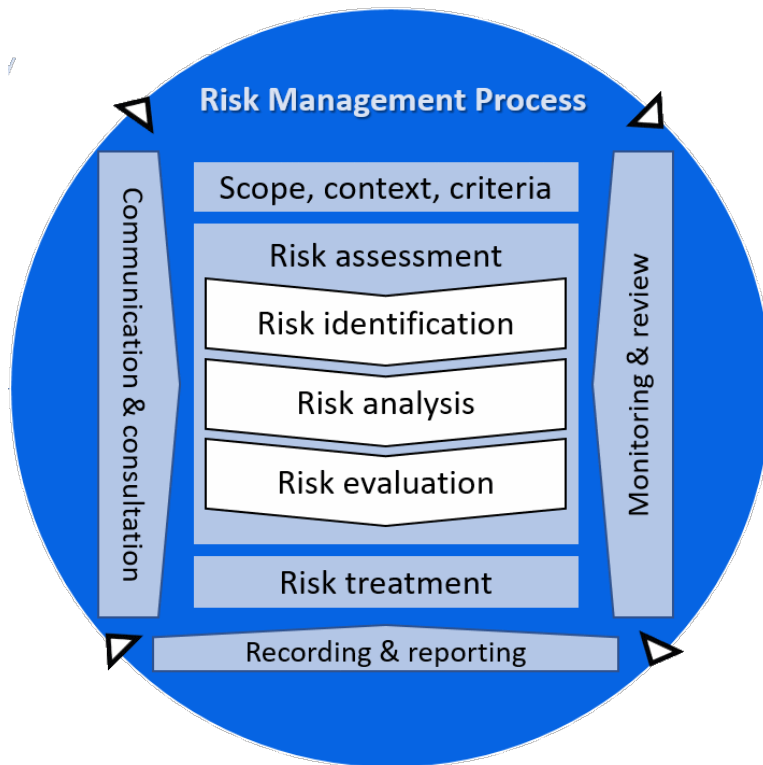 Risk Management Process
Scope, context, criteria
Risk assessment
Risk identification
Risk analysis
Risk evaluation
Risk treatment
Communication & consultation
Monitoring & review
Recording & reporting